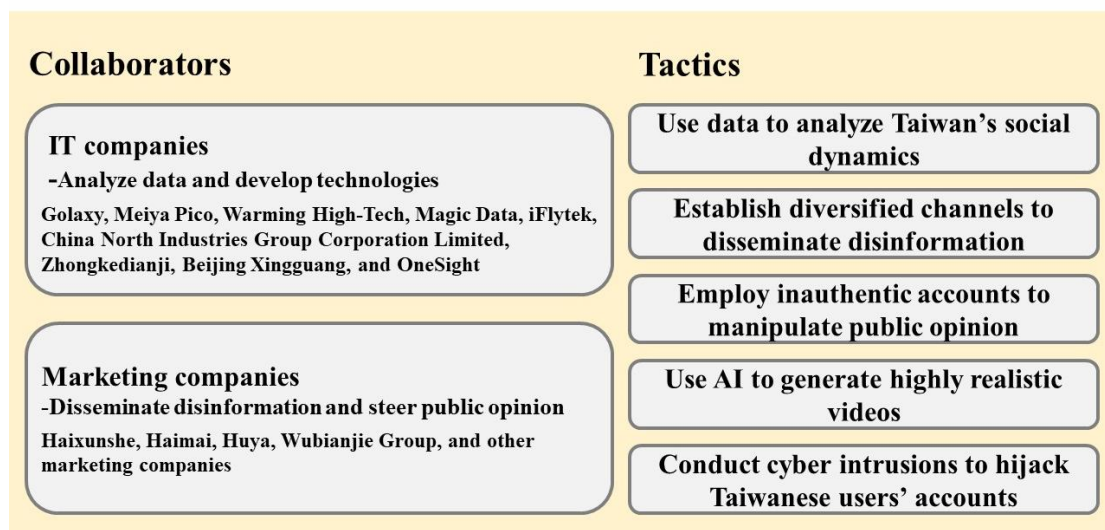 Collaborators
IT companies
-Analyze data and develop technologies
Golaxy, Meiya Pico, Warming High-Tech, Magic Data, iFlytek,
China North Industries Group Corporation Limited,
Zhongkedianji, Beijing Xingguang, and OneSight
Marketing companies
-Disseminate disinformation and steer public opinion
Haixunshe, Haimai, Huya, Wubianjie Group, and other
marketing companies
Tactics
Use data to analyze Taiwan’s social
dynamics
Establish diversified channels to
disseminate disinformation
Employ inauthentic accounts to
manipulate public opinion
Use AI to generate highly realistic
videos
Conduct cyber intrusions to hijack
Taiwanese users’ accounts